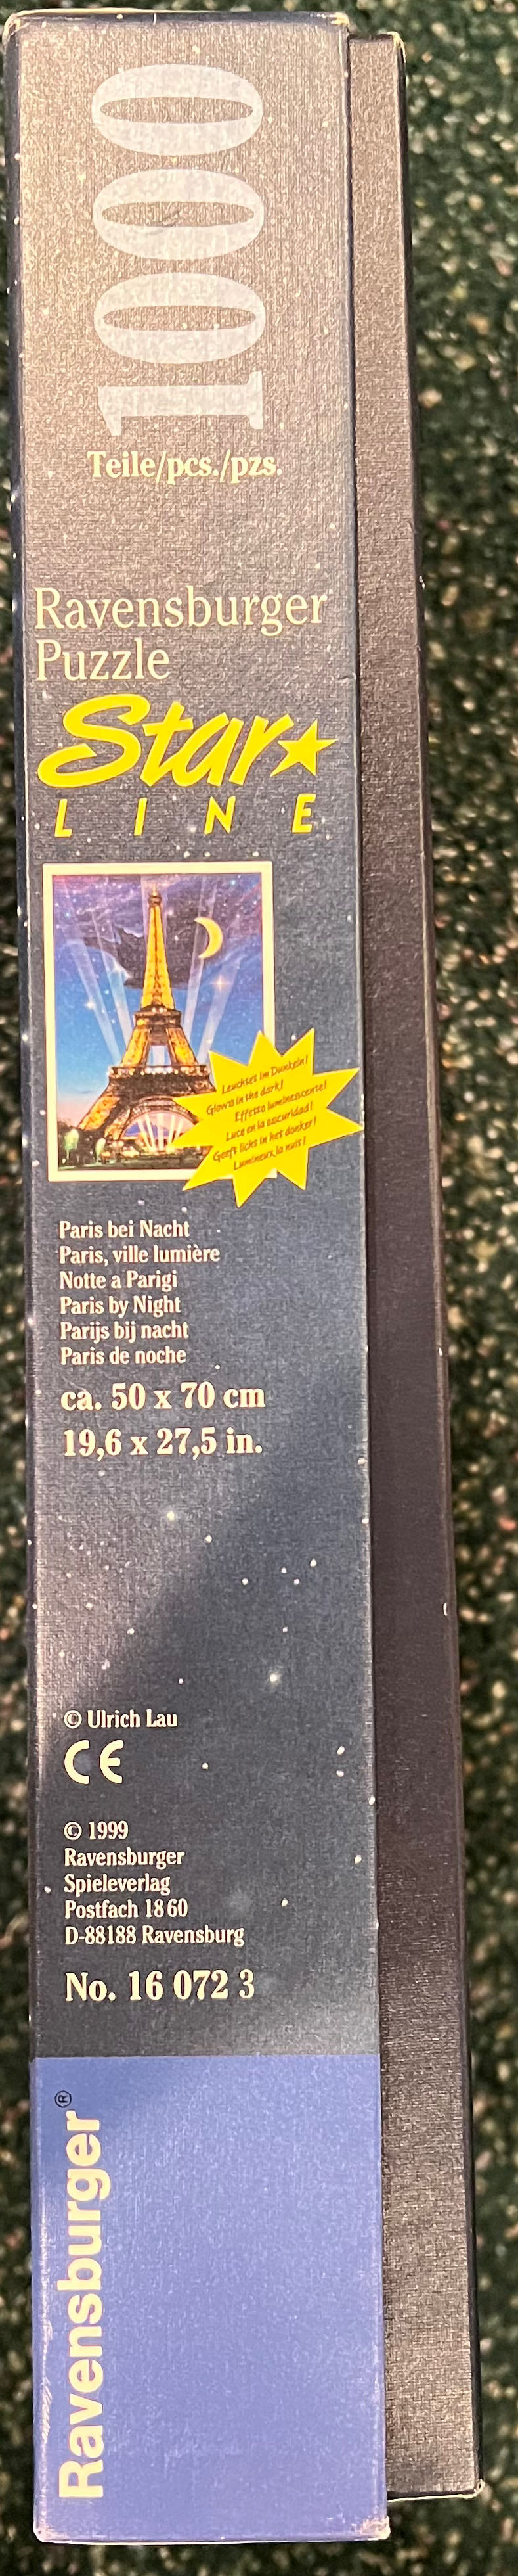 1000
Teile/pcs./pzs.
Ravensburger
Puzzle
Star
LINE
Leuchtet im Dunkeln!
Glows in the dark!
Effetto luminescente!
Luce en la oscuridad!
Geeft licht in het donker!
Lumineux la nuit!
Paris bei Nacht
Paris, ville lumière
Notte a Parigi
Paris by Night
Parijs bij nacht
Paris de noche
ca. 50 x 70 cm
19,6 x 27,5 in.
© Ulrich Lau
CE
© 1999
Ravensburger
Spieleverlag
Postfach 18 60
D-88188 Ravensburg
No. 16 072 3
Ravensburger®